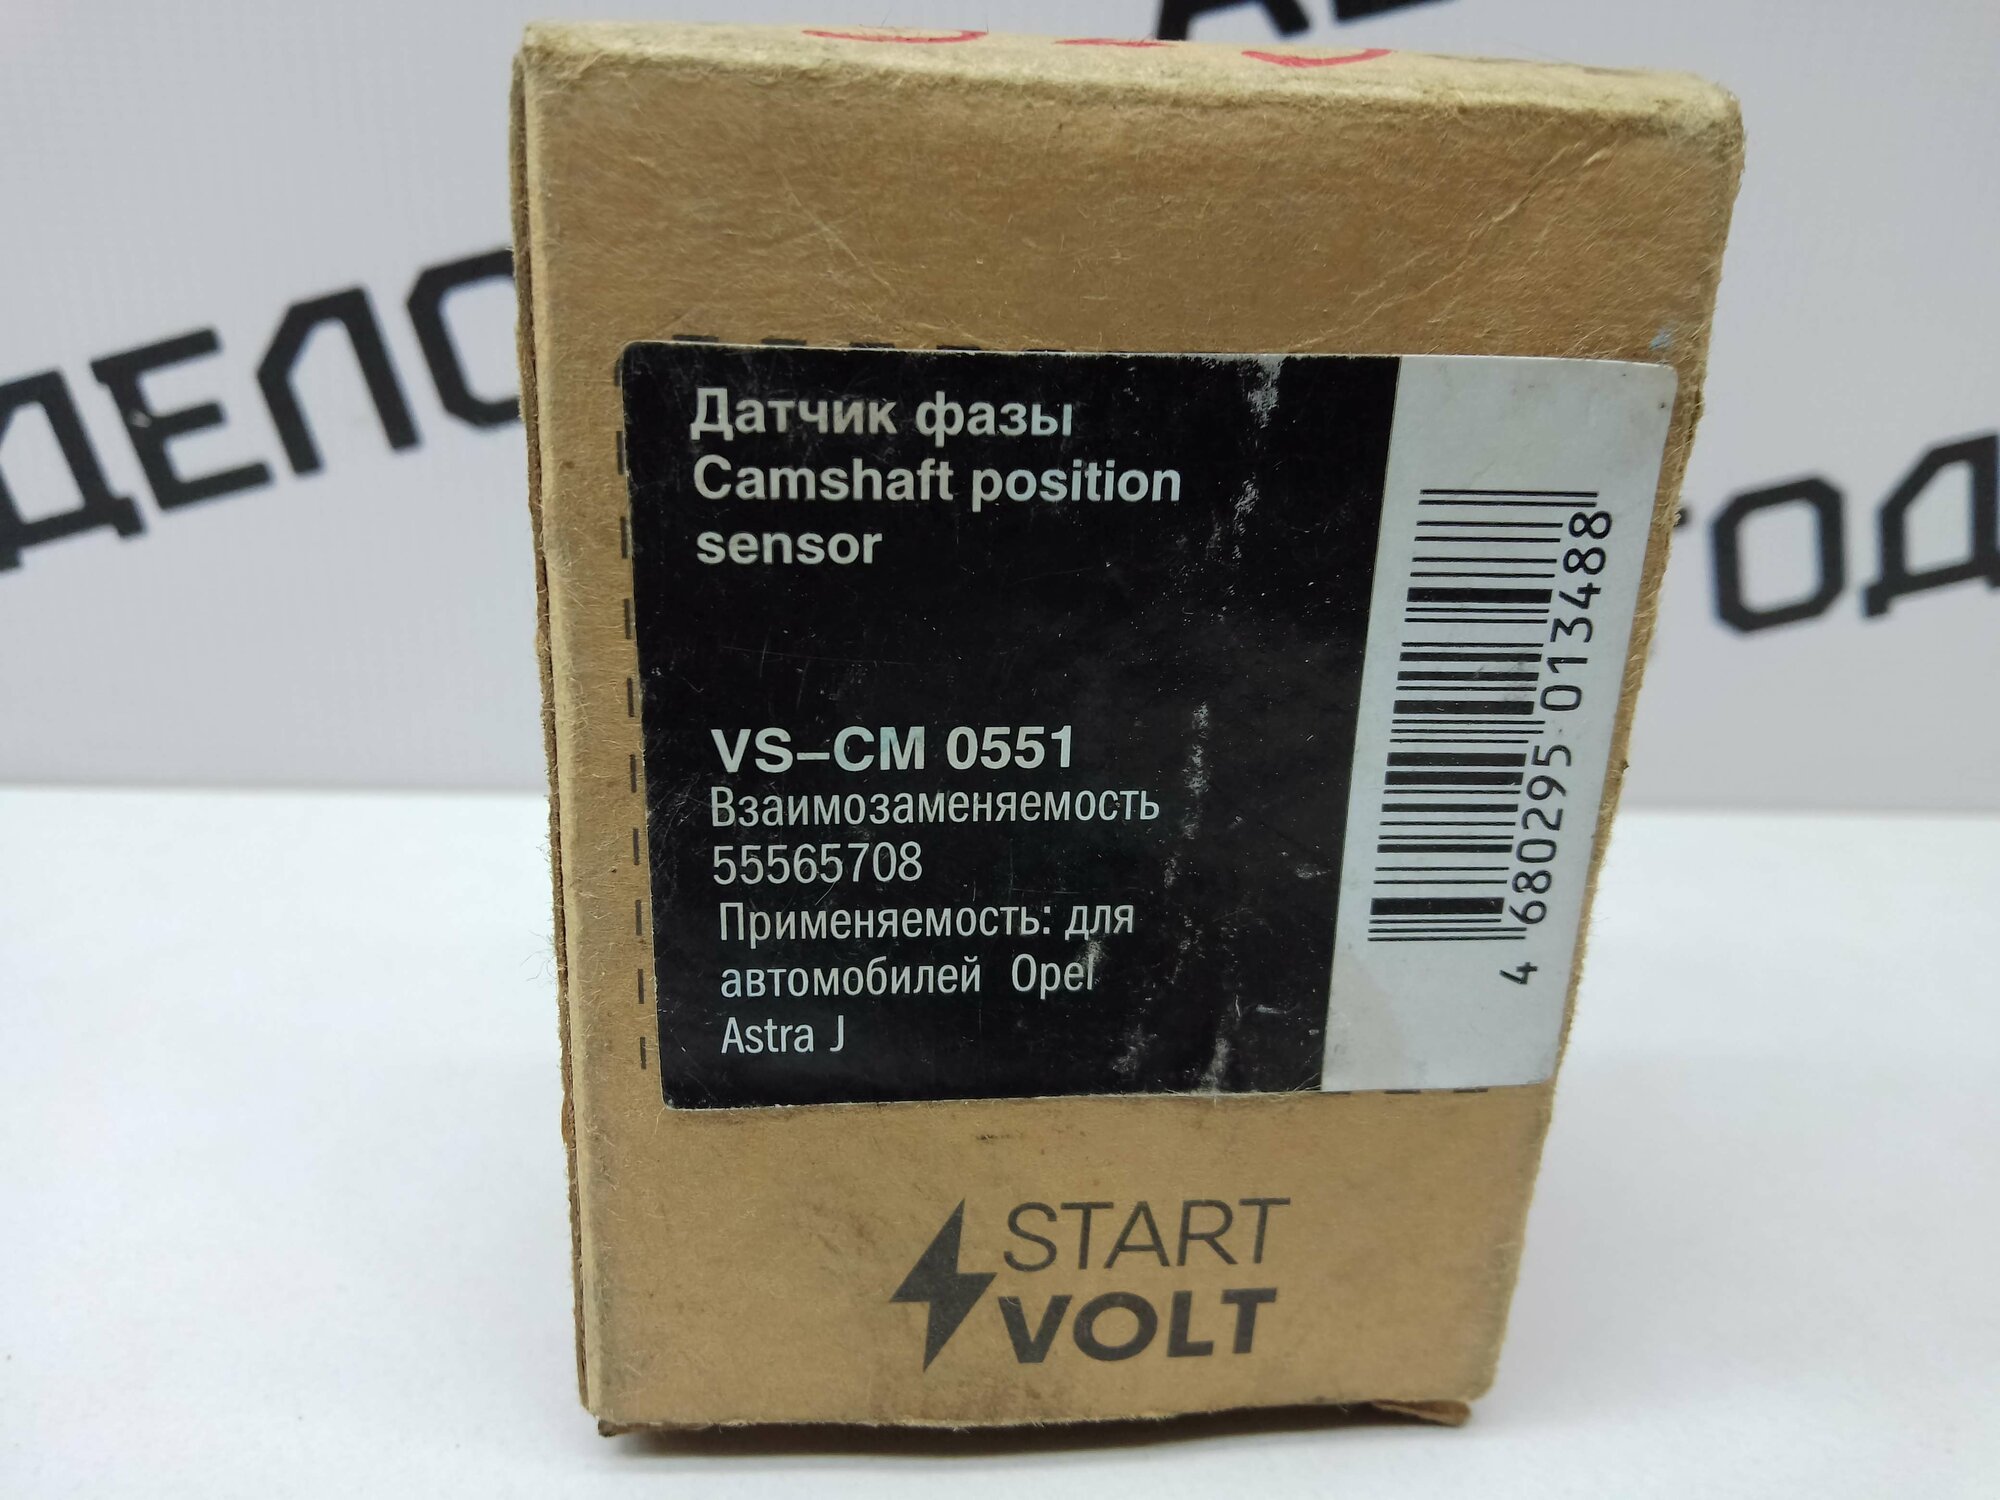 Датчик фазы
Camshaft position
sensor
VS–CM 0551
Взаимозаменяемость
55565708
Применяемость: для
автомобилей Opel
Astra J
4 680295 013488
START
VOLT